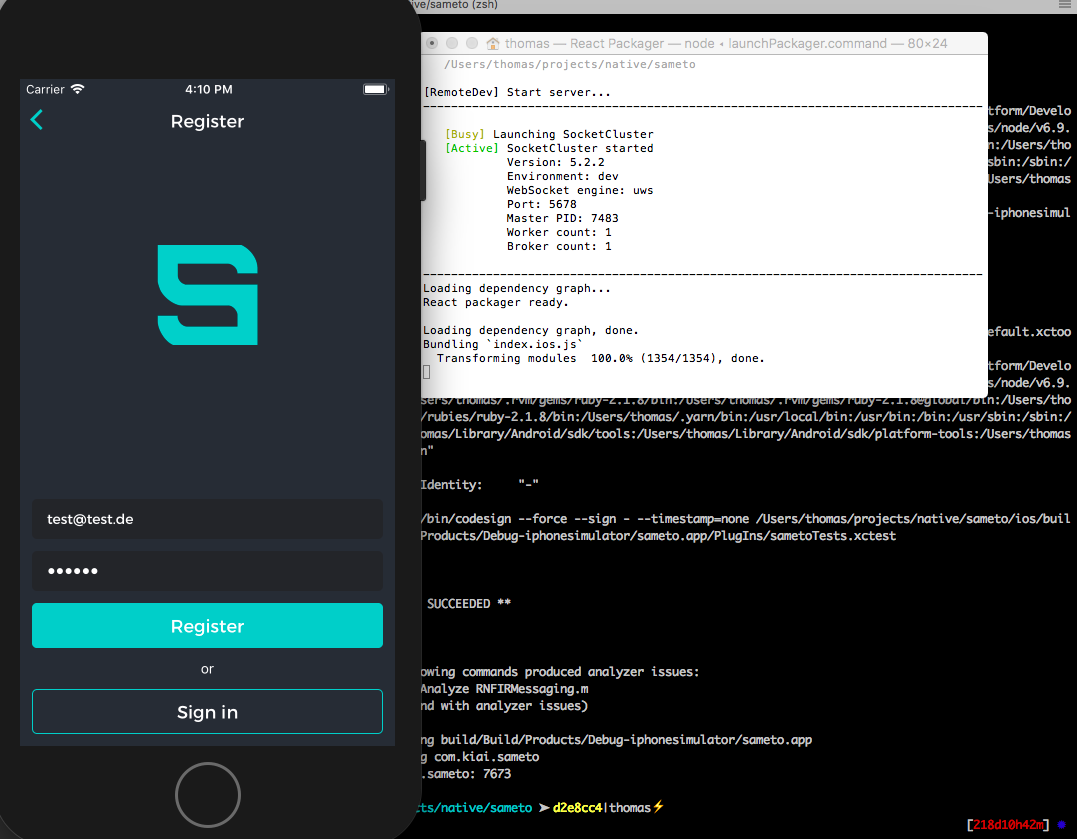 ve/sameto (zsh)
Carrier 4:10 PM
Register
test@test.de
••••••
Register
or
Sign in
thomas — React Packager — node ◂ launchPackager.command — 80×24
/Users/thomas/projects/native/sameto
[RemoteDev] Start server...
--------------------------------------------------------------------------------
[Busy] Launching SocketCluster
[Active] SocketCluster started
Version: 5.2.2
Environment: dev
WebSocket engine: uws
Port: 5678
Master PID: 7483
Worker count: 1
Broker count: 1
--------------------------------------------------------------------------------
Loading dependency graph...
React packager ready.
Loading dependency graph, done.
Bundling `index.ios.js`
Transforming modules 100.0% (1354/1354), done.
tform/Develo
s/node/v6.9.
n:/Users/tho
sbin:/sbin:/
Users/thomas
-iphonesimul
efault.xctoo
tform/Develo
s/node/v6.9.
sers/thomas/.rvm/gems/ruby-2.1.8/bin:/Users/thomas/.rvm/gems/ruby-2.1.8@global/bin:/Users/tho
/rubies/ruby-2.1.8/bin:/Users/thomas/.yarn/bin:/usr/local/bin:/usr/bin:/bin:/usr/sbin:/sbin:/
omas/Library/Android/sdk/tools:/Users/thomas/Library/Android/sdk/platform-tools:/Users/thomas
n"
Identity: "-"
/bin/codesign --force --sign - --timestamp=none /Users/thomas/projects/native/sameto/ios/buil
Products/Debug-iphonesimulator/sameto.app/PlugIns/sametoTests.xctest
SUCCEEDED **
owing commands produced analyzer issues:
Analyze RNFIRMessaging.m
nd with analyzer issues)
ng build/Build/Products/Debug-iphonesimulator/sameto.app
g com.kiai.sameto
.sameto: 7673
cts/native/sameto ➤ d2e8cc4|thomas⚡
[218d10h42m]